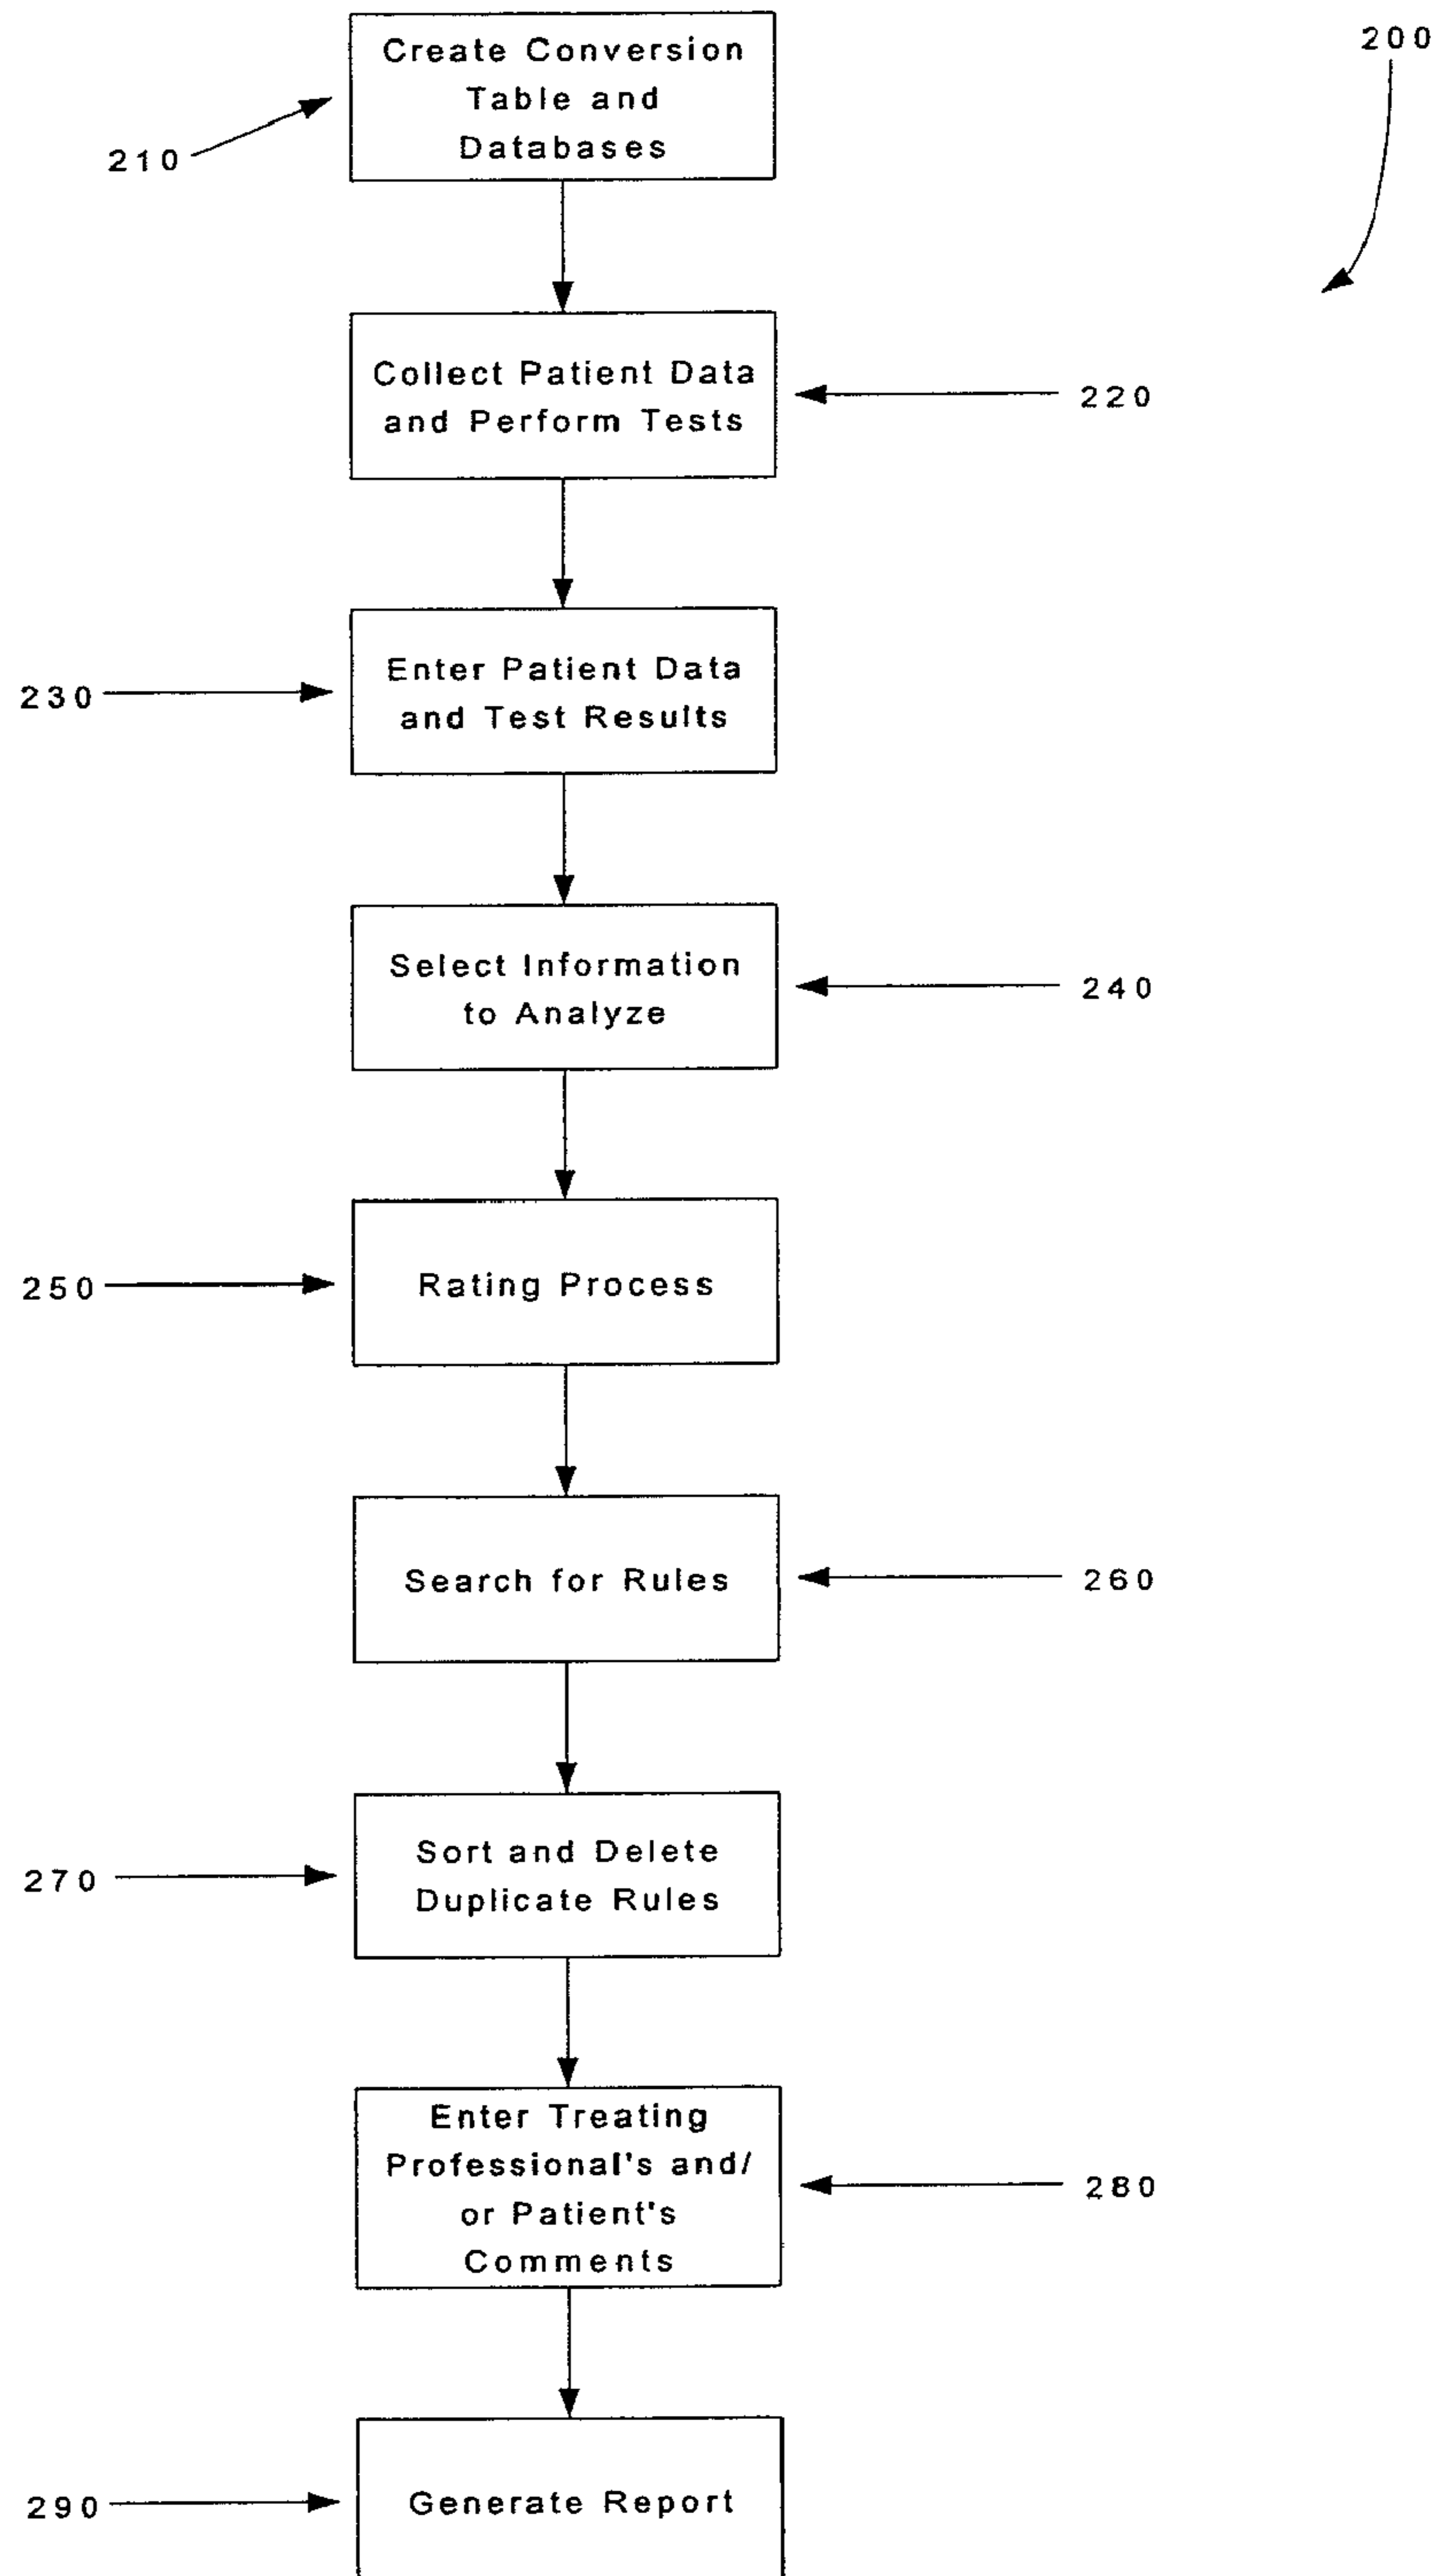 Create Conversion
Table and
Databases
200
210
Collect Patient Data
and Perform Tests
220
Enter Patient Data
and Test Results
230
Select Information
to Analyze
240
Rating Process
250
Search for Rules
260
Sort and Delete
Duplicate Rules
270
Enter Treating
Professional's and/
or Patient's
Comments
280
Generate Report
290